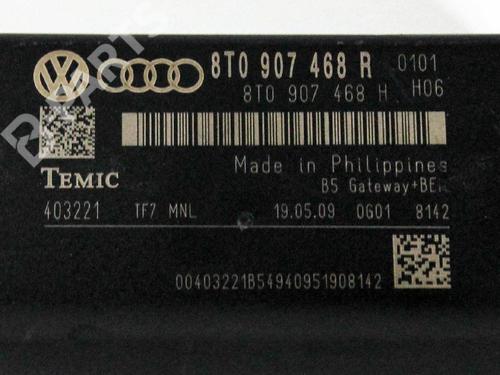 8T0 907 468 R 0101
8T0 907 468 H H06
TEMIC
Made in Philippines
B5 Gateway+BEM
403221 TF7 MNL 19.05.09 0601 8142
00403221B54940951908142